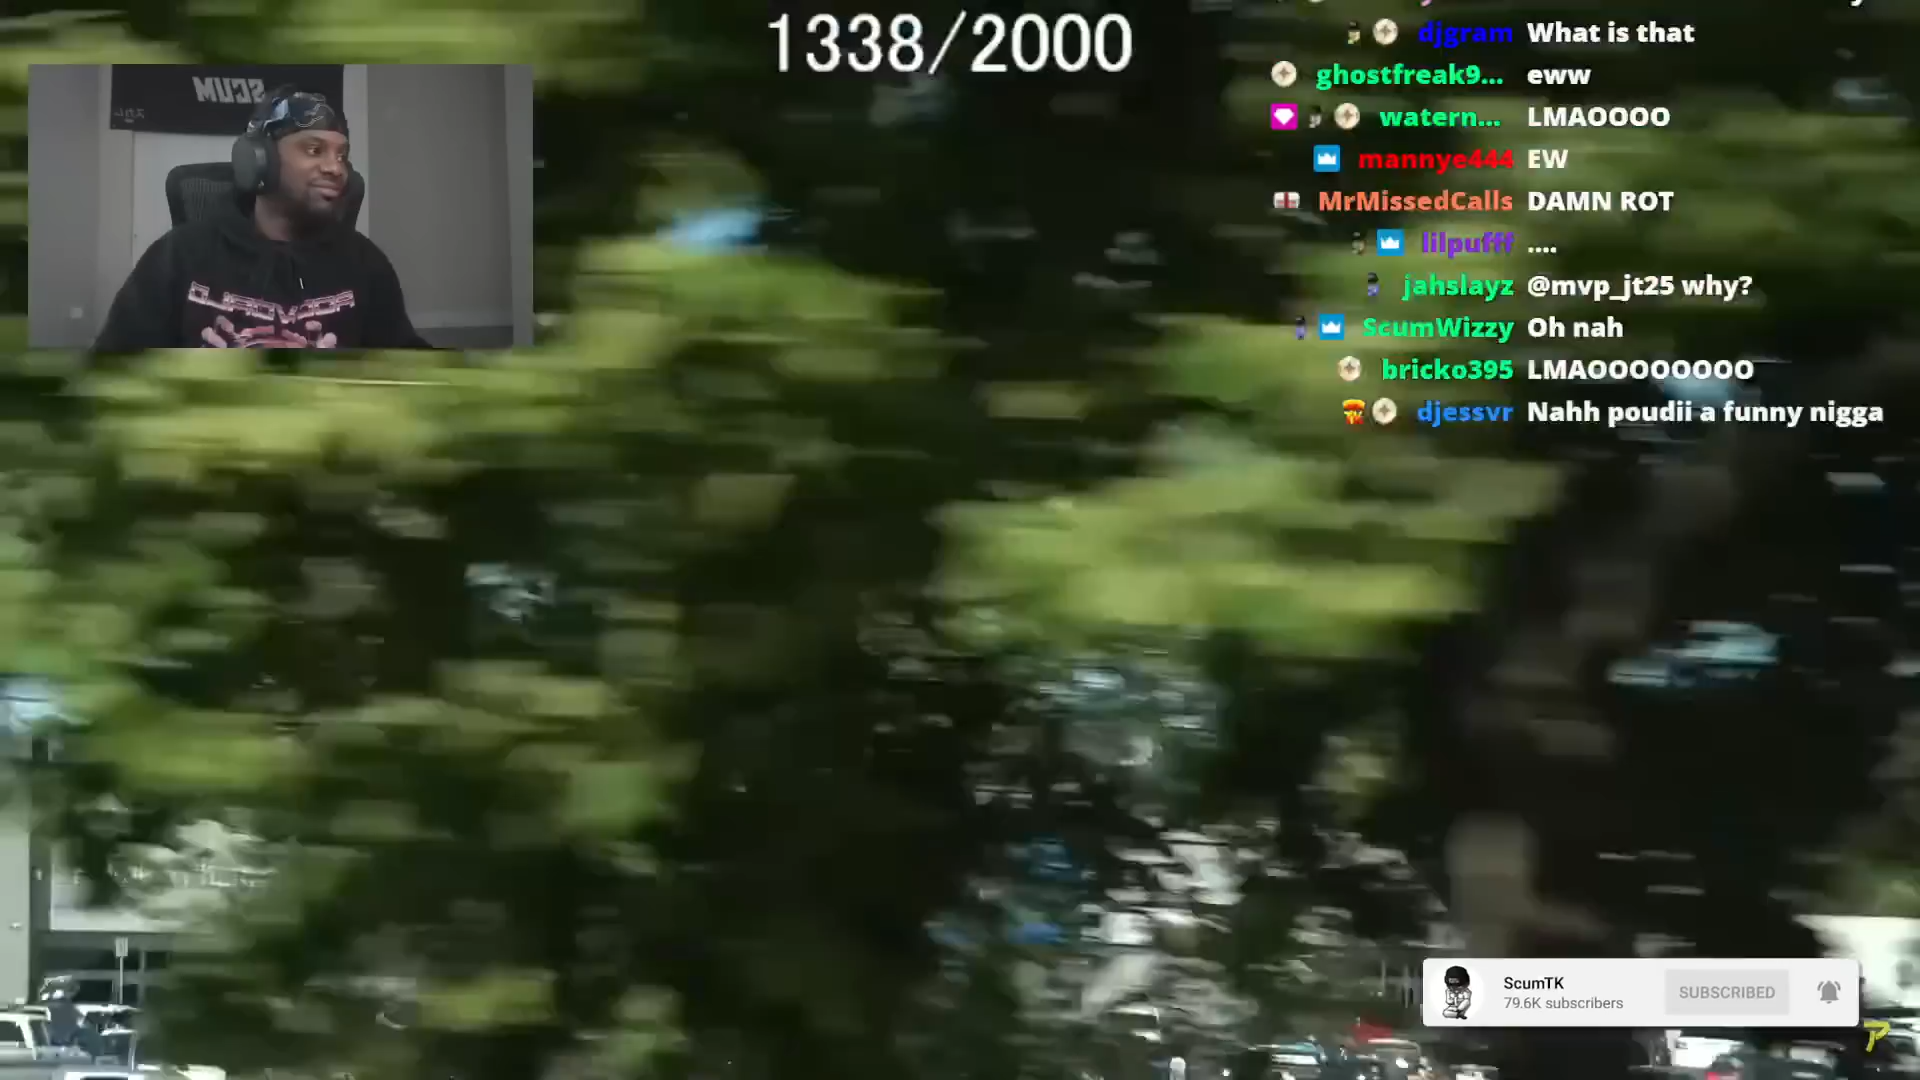 1338/2000
SCUM
djgram What is that
ghostfreak9... eww
watern... LMAOOOO
mannye444 EW
MrMissedCalls DAMN ROT
lilpufff ....
jahslayz @mvp_jt25 why?
ScumWizzy Oh nah
bricko395 LMAOOOOOOOO
djessvr Nahh poudii a funny nigga
ScumTK
79.6K subscribers
SUBSCRIBED